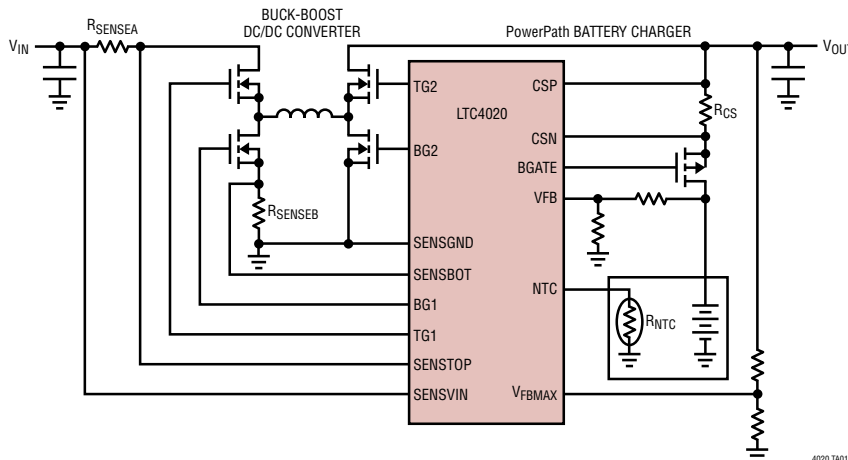 BUCK-BOOST
DC/DC CONVERTER
PowerPath BATTERY CHARGER
RSENSEA
VIN
VOUT
TG2
CSP
LTC4020
RCS
CSN
BG2
BGATE
VFB
RSENSEB
SENSGND
SENSBOT
NTC
BG1
RNTC
TG1
SENSTOP
SENSVIN
VFBMAX
4020 TA01